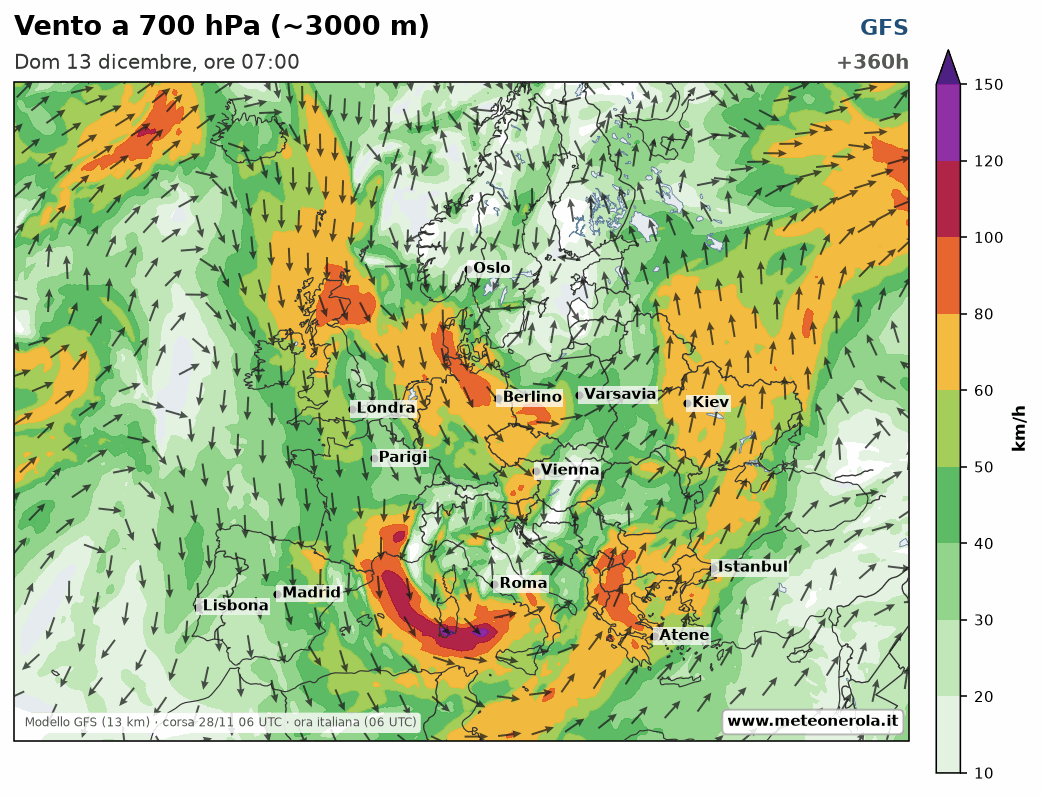 Vento a 700 hPa (~3000 m)
GFS
Dom 13 dicembre, ore 07:00
+360h
150
120
100
80
60
50
40
30
20
10
km/h
Oslo
Londra
Berlino
Varsavia
Kiev
Parigi
Vienna
Istanbul
Roma
Madrid
Lisbona
Atene
Modello GFS (13 km) · corsa 28/11 06 UTC · ora italiana (06 UTC)
www.meteonerola.it